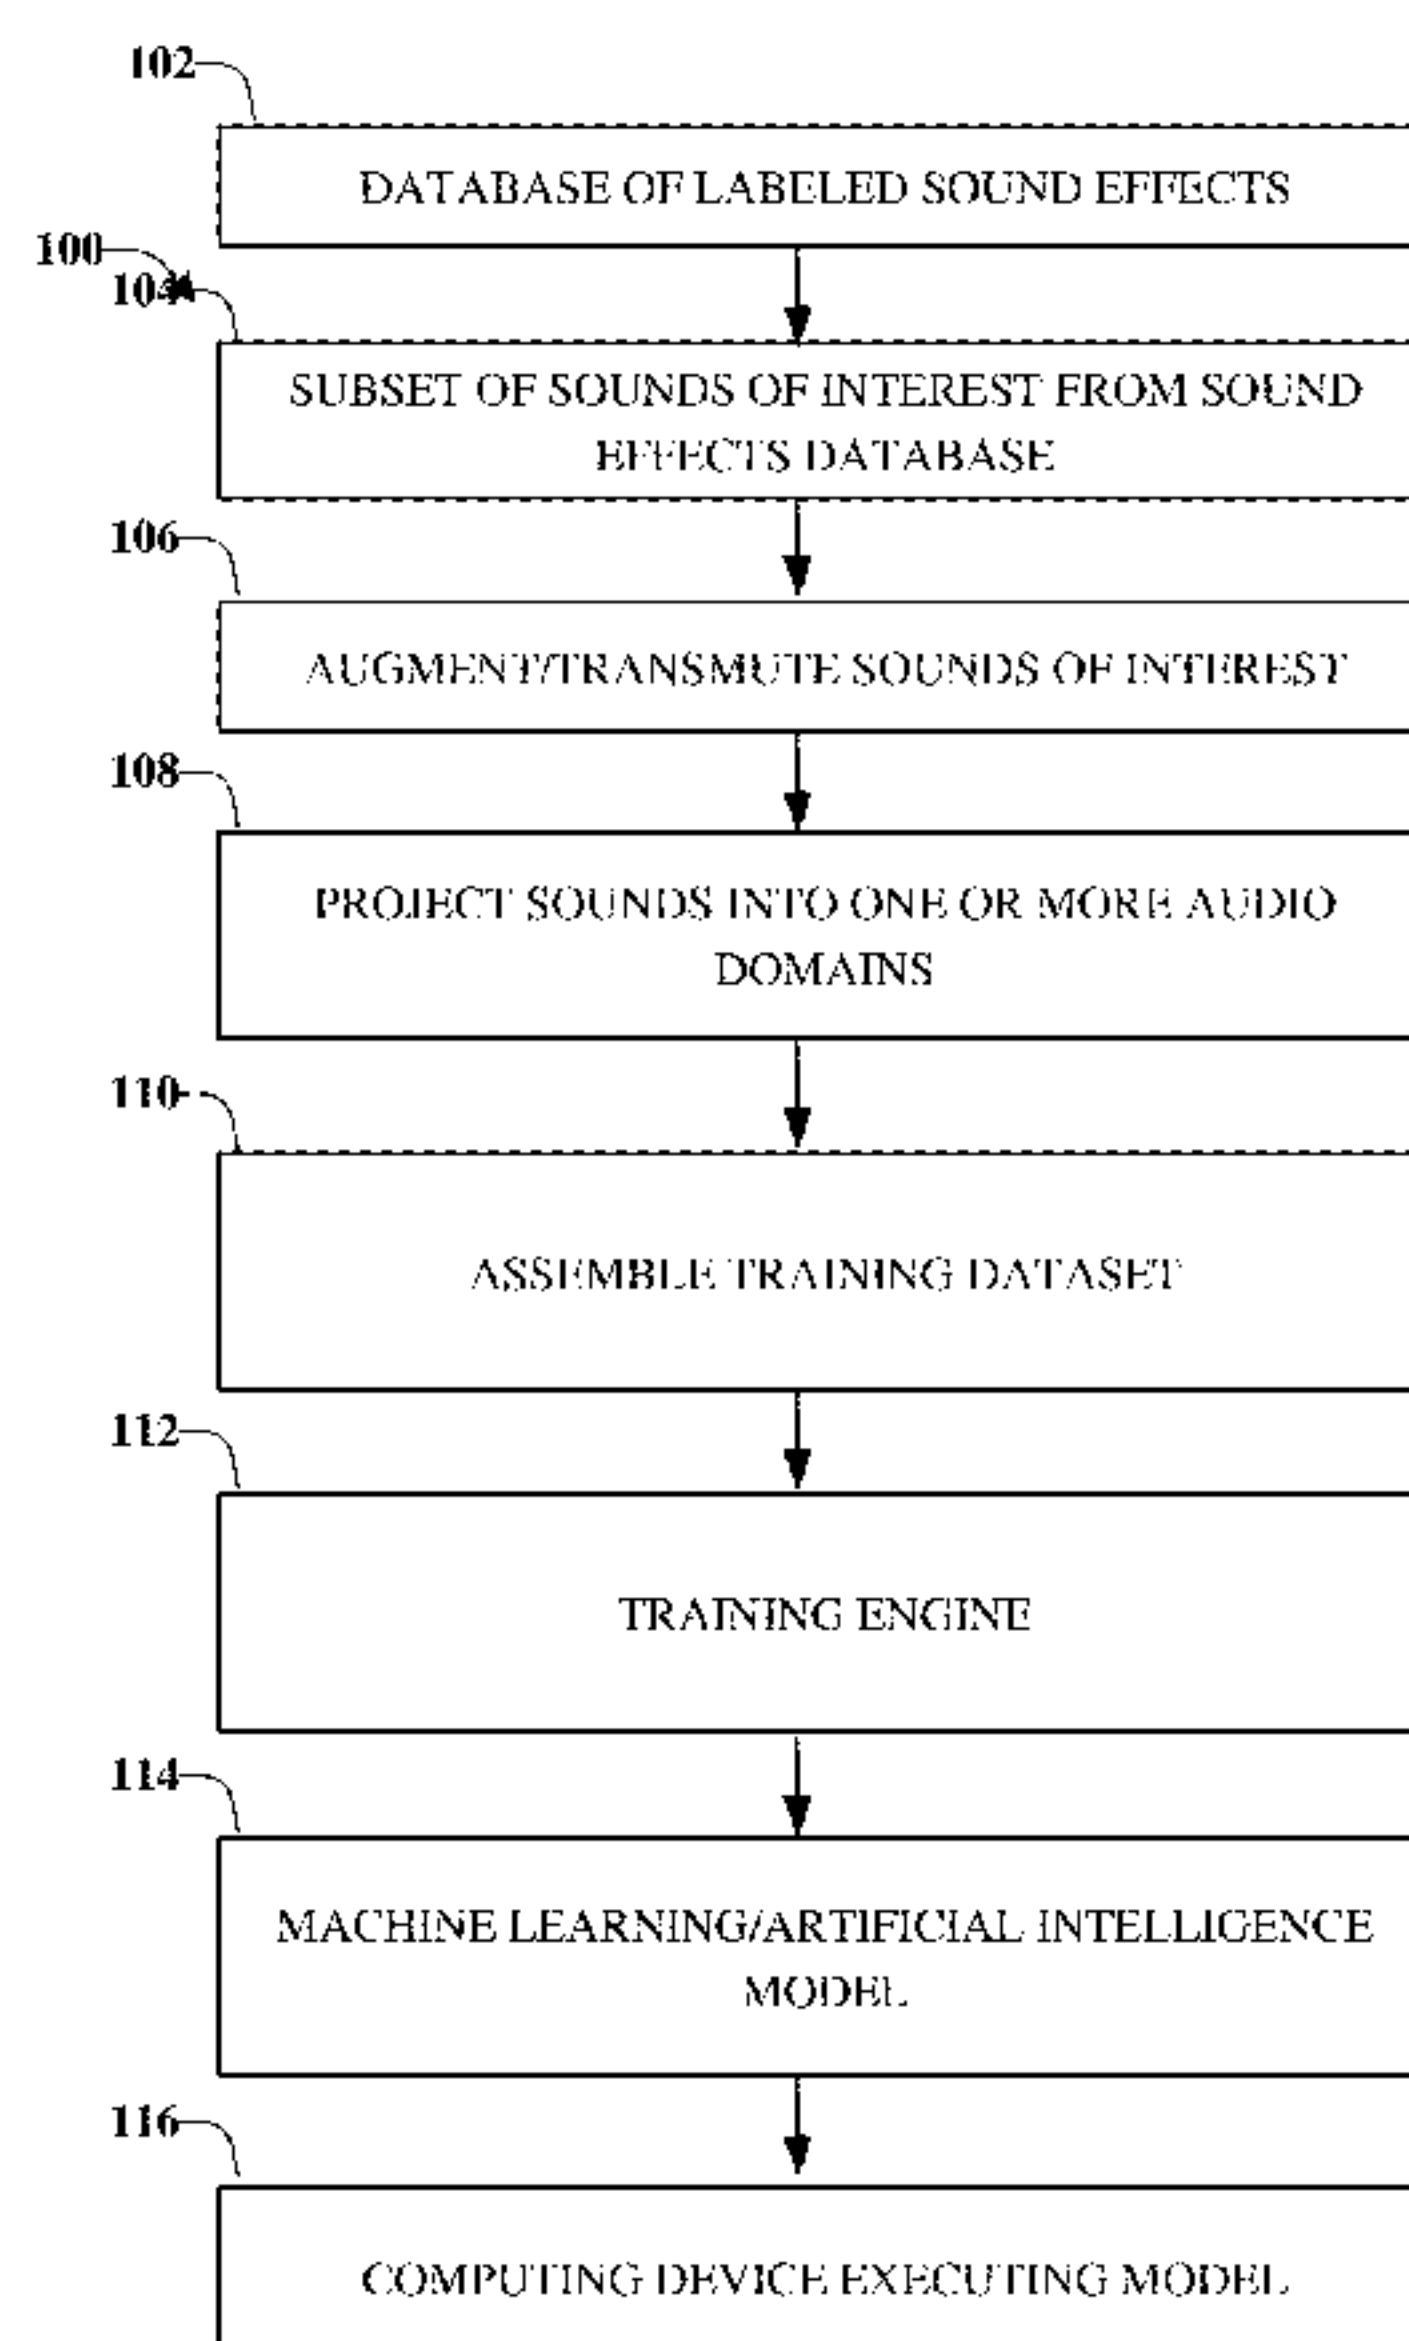 102
DATABASE OF LABELED SOUND EFFECTS
100
104
SUBSET OF SOUNDS OF INTEREST FROM SOUND
EFFECTS DATABASE
106
AUGMENT/TRANSMUTE SOUNDS OF INTEREST
108
PROJECT SOUNDS INTO ONE OR MORE AUDIO
DOMAINS
110
ASSEMBLE TRAINING DATASET
112
TRAINING ENGINE
114
MACHINE LEARNING/ARTIFICIAL INTELLIGENCE
MODEL
116
COMPUTING DEVICE EXECUTING MODEL